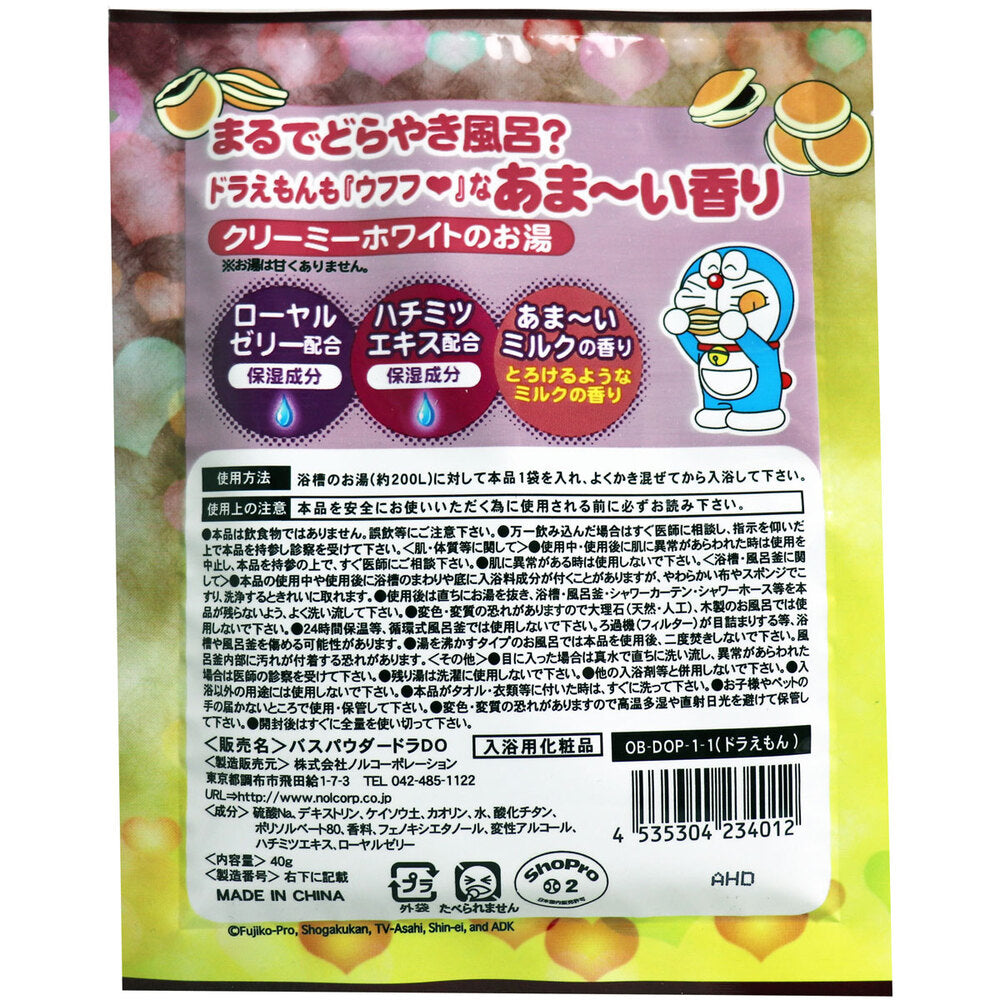 まるでどらやき風呂?
ドラえもんも『ウフフ♥』なあま〜い香り
クリーミーホワイトのお湯
※お湯は甘くありません。
ローヤル
ゼリー配合
保湿成分
ハチミツ
エキス配合
保湿成分
あま〜い
ミルクの香り
とろけるような
ミルクの香り
使用方法 浴槽のお湯(約200L)に対して本品1袋を入れ、よくかき混ぜてから入浴して下さい。
使用上の注意 本品を安全にお使いいただく為に使用される前に必ずお読み下さい。
●本品は飲食物ではありません。誤飲等にご注意下さい。●万一飲み込んだ場合はすぐ医師に相談し、指示を仰いだ
上で本品を持参し診察を受けて下さい。<肌・体質等に関して>●使用中・使用後に肌に異常があらわれた時は使用を
中止し、本品を持参の上で、すぐ医師にご相談下さい。●肌に異常がある時は使用しないで下さい。<浴槽・風呂釜に関
して>●本品の使用中や使用後に浴槽のまわりや底に入浴料成分が付くことがありますが、やわらかい布やスポンジでこ
すり、洗浄するときれいに取れます。●使用後は直ちにお湯を抜き、浴槽・風呂釜・シャワーカーテン・シャワーホース等を本
品が残らないよう、よく洗い流して下さい。●変色・変質の恐れがありますので大理石(天然・人工)、木製のお風呂では使
用しないで下さい。●24時間保温等、循環式風呂釜では使用しないで下さい。ろ過機(フィルター)が目詰まりする等、浴
槽や風呂釜を傷める可能性があります。●湯を沸かすタイプのお風呂では本品を使用後、二度焚きしないで下さい。風
呂釜内部に汚れが付着する恐れがあります。<その他>●目に入った場合は真水で直ちに洗い流し、異常があらわれた
場合は医師の診察を受けて下さい。●残り湯は洗濯に使用しないで下さい。●他の入浴剤等と併用しないで下さい。●入
浴以外の用途には使用しないで下さい。●本品がタオル・衣類等に付いた時は、すぐに洗って下さい。●お子様やペットの
手の届かないところで使用・保管して下さい。●変色・変質の恐れがありますので高温多湿や直射日光を避けて保管して
下さい。●開封後はすぐに全量を使い切って下さい。
<販売名>バスパウダードラDO 入浴用化粧品 OB-DOP-1-1(ドラえもん)
<製造販売元> 株式会社ノルコーポレーション
東京都調布市飛田給1-7-3 TEL 042-485-1122
URL⇒http://www.nolcorp.co.jp
<成分> 硫酸Na、デキストリン、ケイソウ土、カオリン、水、酸化チタン、
ポリソルベート80、香料、フェノキシエタノール、変性アルコール、
ハチミツエキス、ローヤルゼリー
4 535304 234012
<内容量> 40g
<製造番号> 右下に記載
MADE IN CHINA
プラ
外袋
たべられません
ShoPro
2
日本国内販売許可
AHD
©Fujiko-Pro, Shogakukan, TV-Asahi, Shin-ei, and ADK